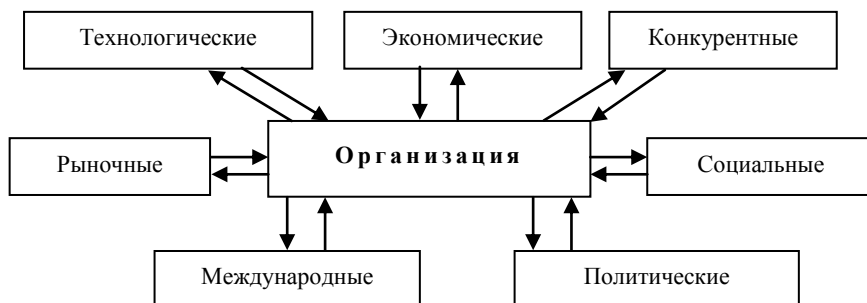 Технологические
Экономические
Конкурентные
Рыночные
Организация
Социальные
Международные
Политические